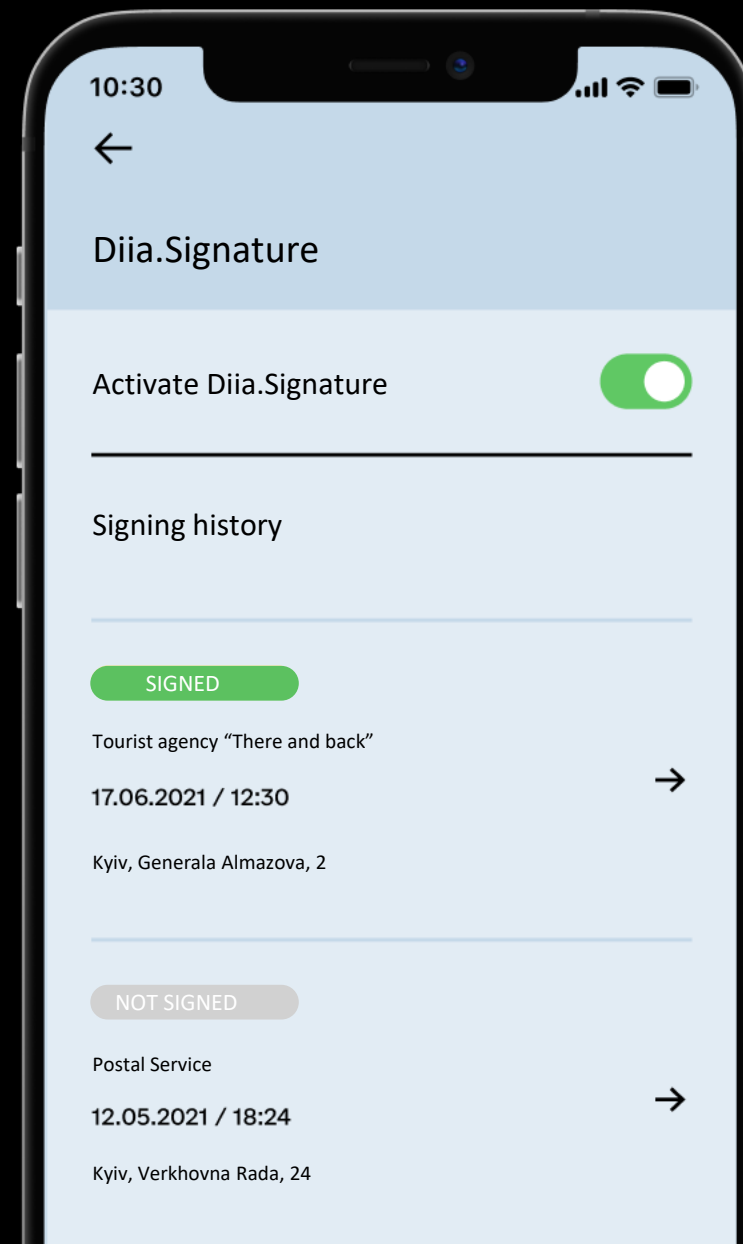 10:30
Diia.Signature
Activate Diia.Signature
Signing history
SIGNED
Tourist agency “There and back”
17.06.2021 / 12:30
Kyiv, Generala Almazova, 2
NOT SIGNED
Postal Service
12.05.2021 / 18:24
Kyiv, Verkhovna Rada, 24